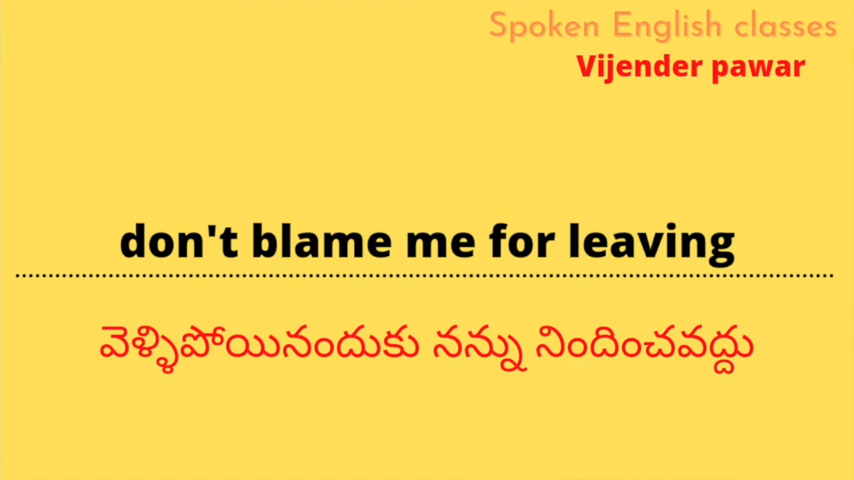 Spoken English classes
Vijender pawar
don't blame me for leaving
వెళ్ళిపోయినందుకు నన్ను నిందించవద్దు